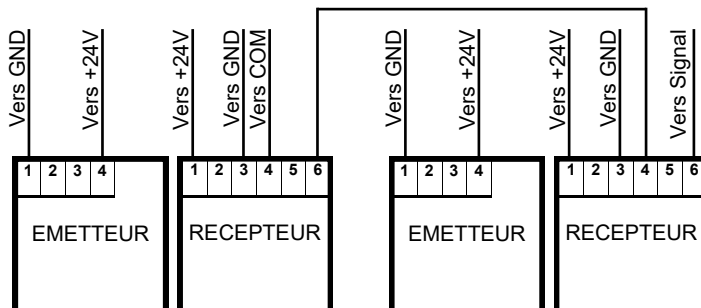 Vers GND
Vers +24V
Vers +24V
Vers GND
Vers COM
Vers GND
Vers +24V
Vers +24V
Vers GND
Vers Signal
1 2 3 4
1 2 3 4 5 6
1 2 3 4
1 2 3 4 5 6
EMETTEUR
RECEPTEUR
EMETTEUR
RECEPTEUR